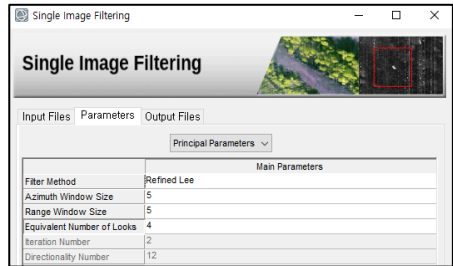 Single Image Filtering
Single Image Filtering
Input Files Parameters Output Files
Principal Parameters
Main Parameters
Filter Method Refined Lee
Azimuth Window Size 5
Range Window Size 5
Equivalent Number of Looks 4
Iteration Number 2
Directionality Number 12